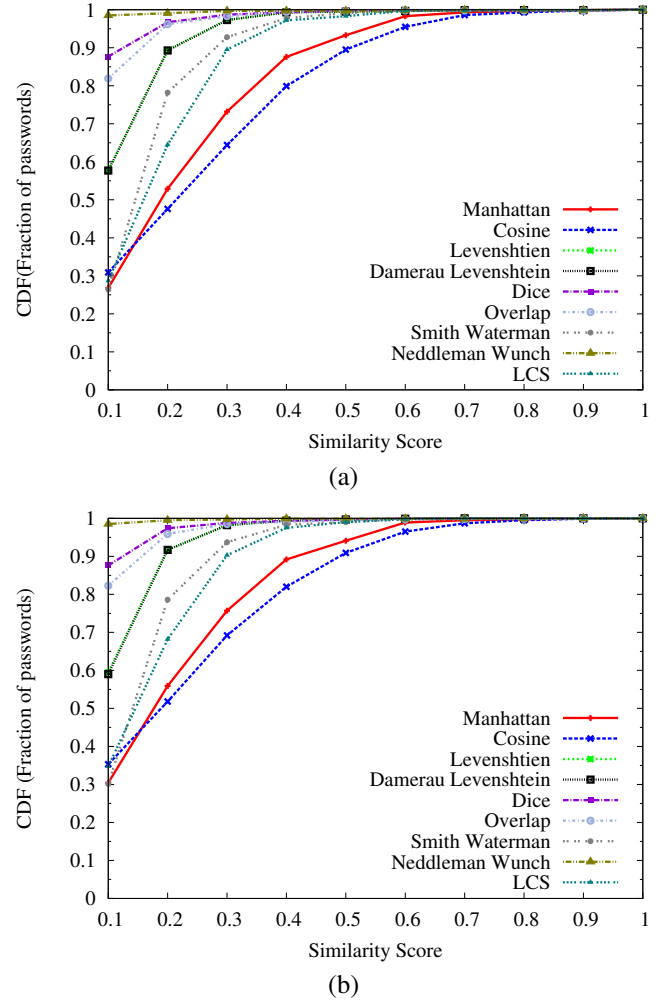 1
0.9
0.8
0.7
0.6
0.5
0.4
0.3
0.2
0.1
0
CDF(Fraction of passwords)
Manhattan
Cosine
Levenshtien
Damerau Levenshtein
Dice
Overlap
Smith Waterman
Neddleman Wunch
LCS
0.1 0.2 0.3 0.4 0.5 0.6 0.7 0.8 0.9 1
Similarity Score
(a)
1
0.9
0.8
0.7
0.6
0.5
0.4
0.3
0.2
0.1
0
CDF (Fraction of passwords)
Manhattan
Cosine
Levenshtien
Damerau Levenshtein
Dice
Overlap
Smith Waterman
Neddleman Wunch
LCS
0.1 0.2 0.3 0.4 0.5 0.6 0.7 0.8 0.9 1
Similarity Score
(b)